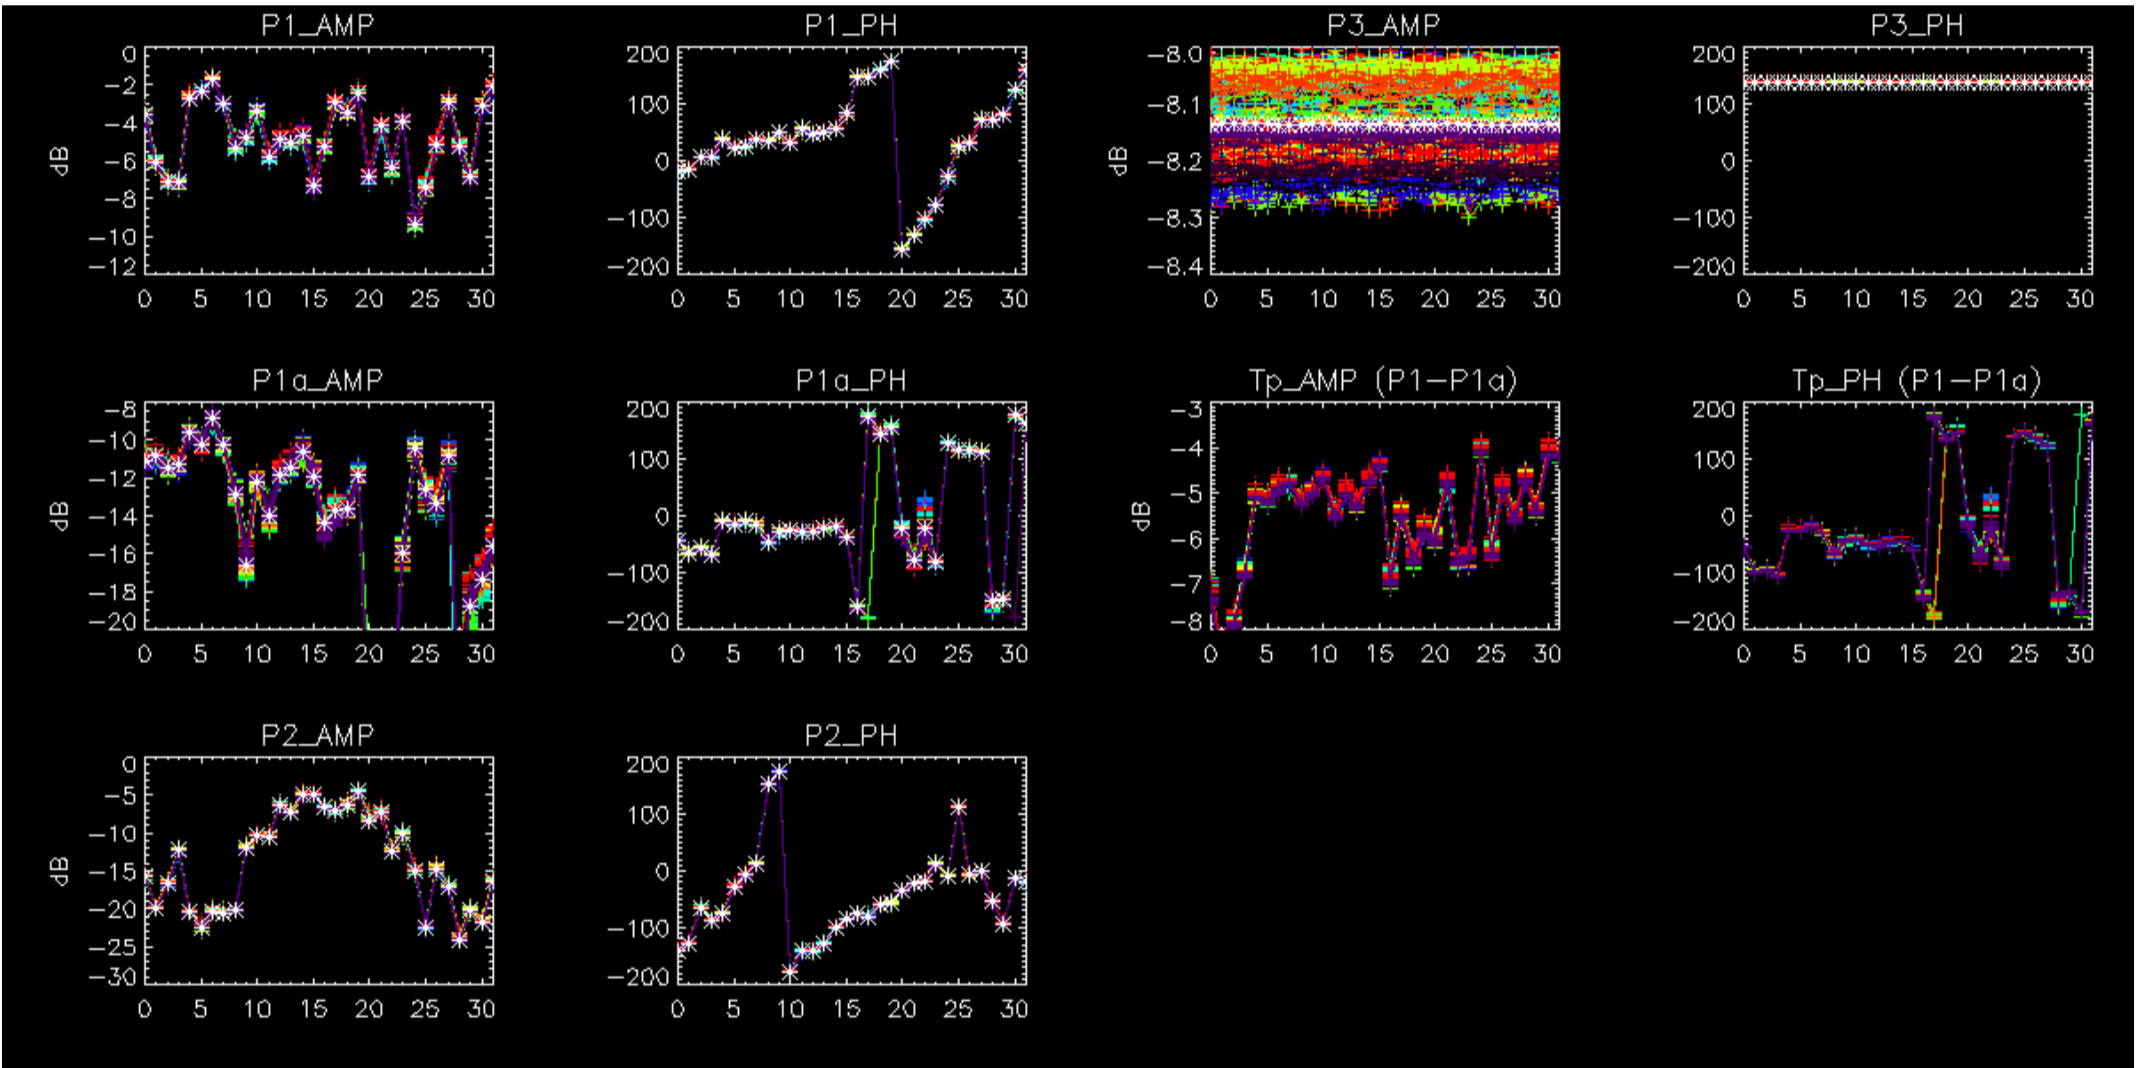 P1_AMP
0
-2
-4
-6
-8
-10
-12
dB
0 5 10 15 20 25 30
P1_PH
200
100
0
-100
-200
0 5 10 15 20 25 30
P3_AMP
-8.0
-8.1
-8.2
-8.3
-8.4
dB
0 5 10 15 20 25 30
P3_PH
200
100
0
-100
-200
0 5 10 15 20 25 30
P1a_AMP
-8
-10
-12
-14
-16
-18
-20
dB
0 5 10 15 20 25 30
P1a_PH
200
100
0
-100
-200
0 5 10 15 20 25 30
Tp_AMP (P1-P1a)
-3
-4
-5
-6
-7
-8
dB
0 5 10 15 20 25 30
Tp_PH (P1-P1a)
200
100
0
-100
-200
0 5 10 15 20 25 30
P2_AMP
0
-5
-10
-15
-20
-25
-30
dB
0 5 10 15 20 25 30
P2_PH
200
100
0
-100
-200
0 5 10 15 20 25 30